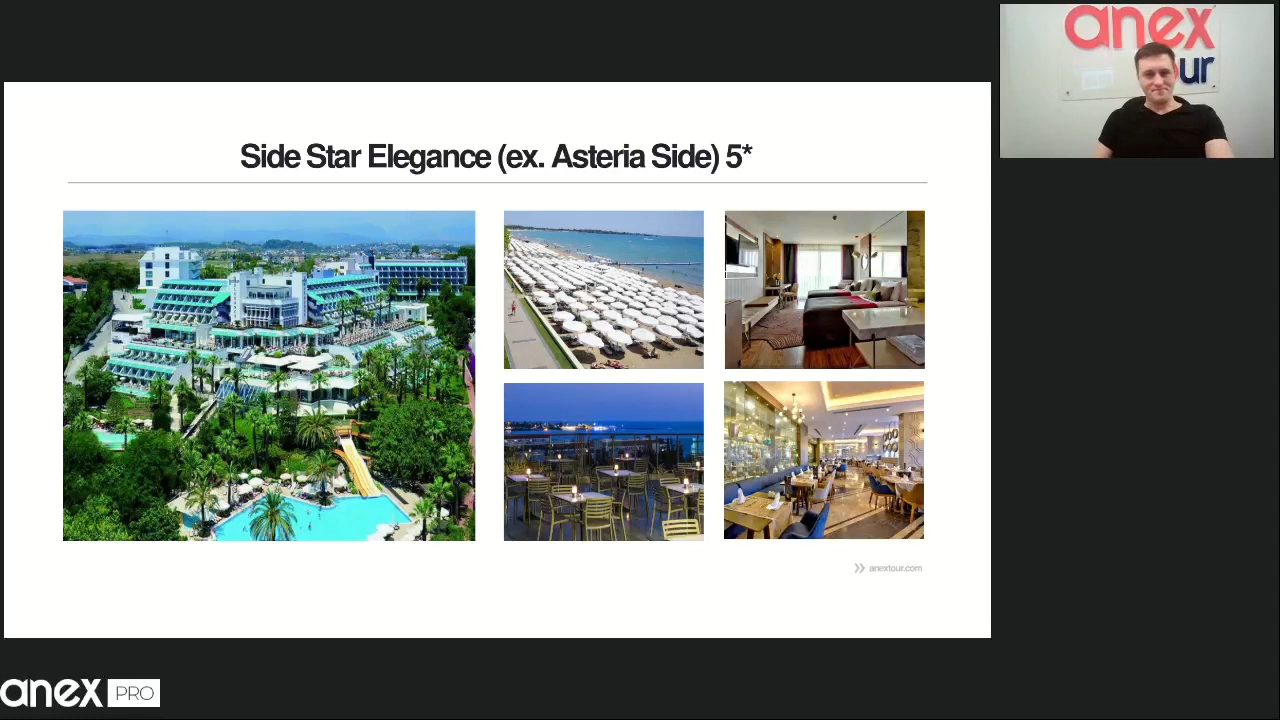 anex
tour
Side Star Elegance (ex. Asteria Side) 5*
anextour.com
anex PRO